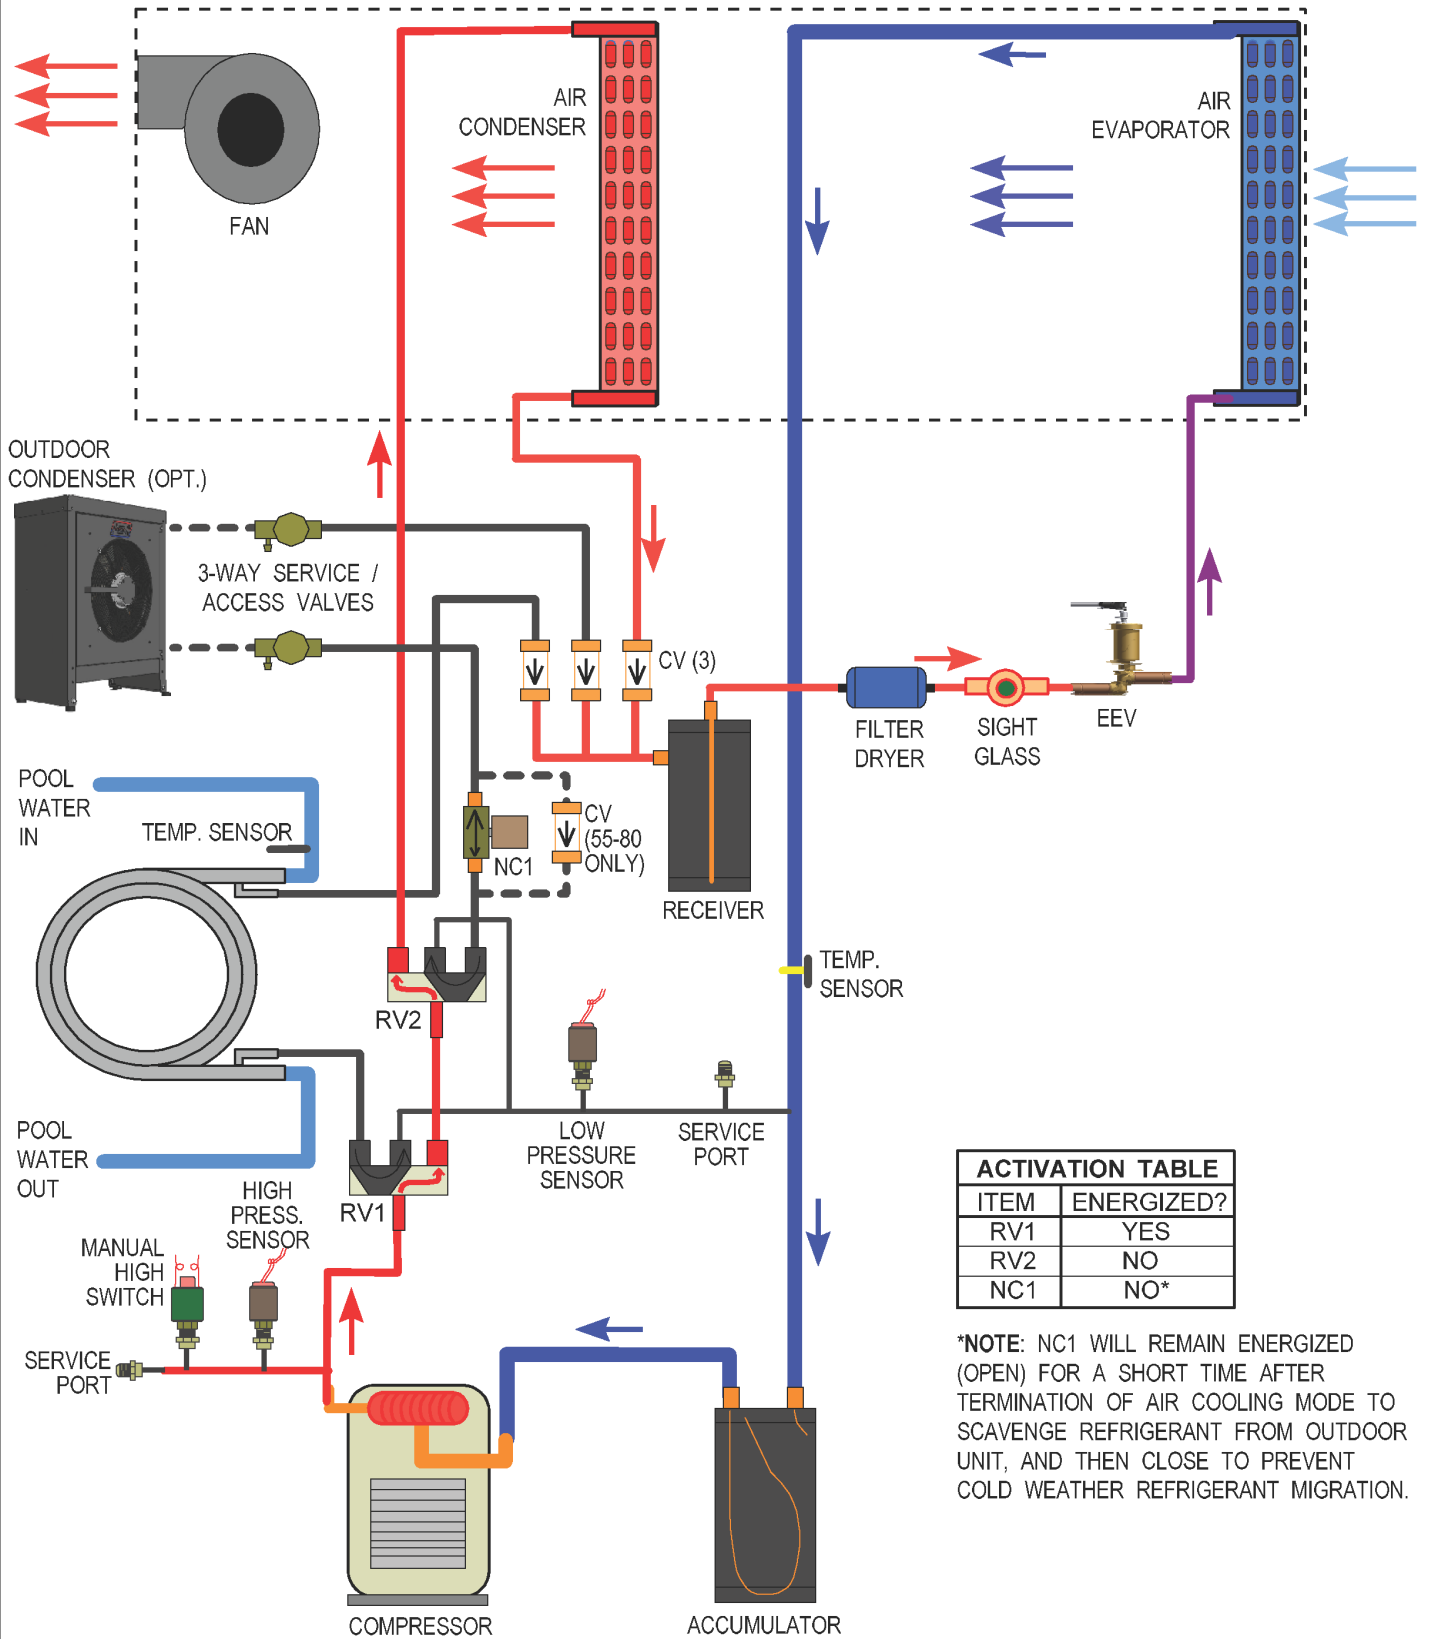 AIR
CONDENSER
AIR
EVAPORATOR
FAN
OUTDOOR
CONDENSER (OPT.)
3-WAY SERVICE /
ACCESS VALVES
CV (3)
FILTER
DRYER
SIGHT
GLASS
EEV
POOL
WATER
IN
TEMP. SENSOR
NC1
CV
(55-80
ONLY)
RECEIVER
TEMP.
SENSOR
RV2
LOW
PRESSURE
SENSOR
SERVICE
PORT
POOL
WATER
OUT
RV1
HIGH
PRESS.
SENSOR
MANUAL
HIGH
SWITCH
SERVICE
PORT
COMPRESSOR
ACCUMULATOR
ACTIVATION TABLE
ITEM ENERGIZED?
RV1 YES
RV2 NO
NC1 NO*
*NOTE: NC1 WILL REMAIN ENERGIZED
(OPEN) FOR A SHORT TIME AFTER
TERMINATION OF AIR COOLING MODE TO
SCAVENGE REFRIGERANT FROM OUTDOOR
UNIT, AND THEN CLOSE TO PREVENT
COLD WEATHER REFRIGERANT MIGRATION.